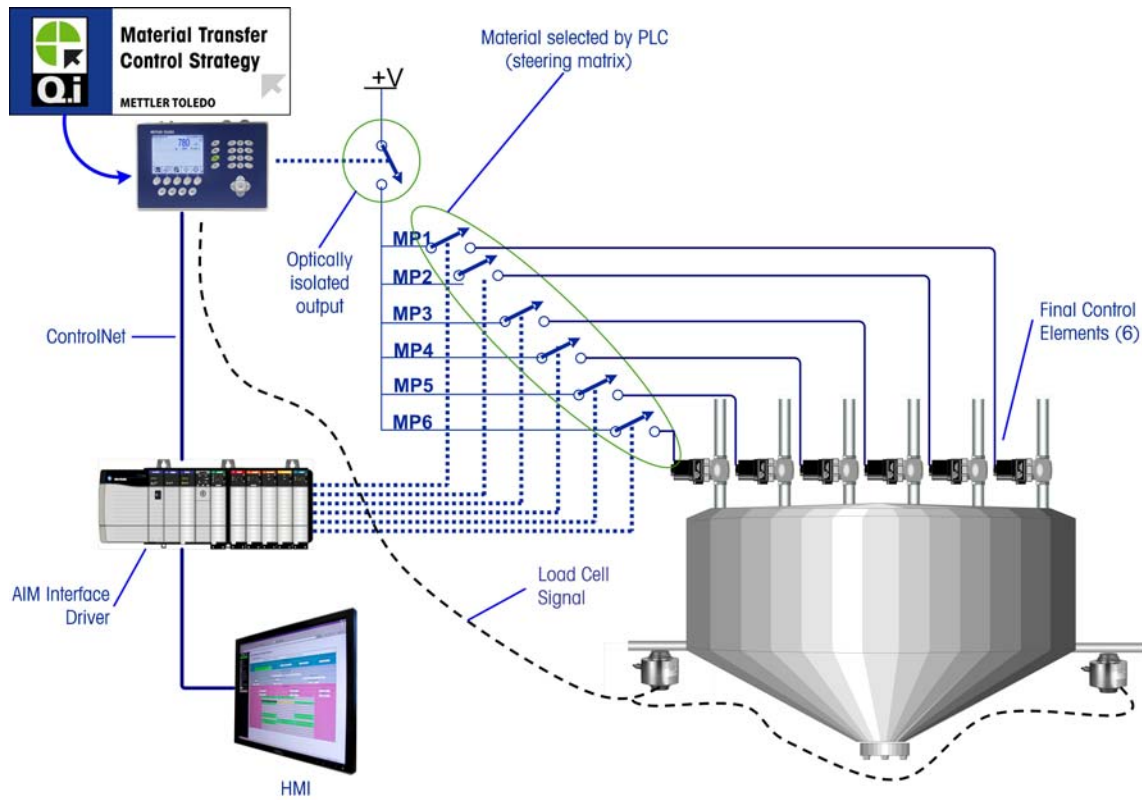 Material Transfer
Control Strategy
Q.i
METTLER TOLEDO
Material selected by PLC
(steering matrix)
+V
780
Optically
isolated
output
MP1
MP2
MP3
MP4
MP5
MP6
ControlNet
Final Control
Elements (6)
AIM Interface
Driver
Load Cell
Signal
HMI